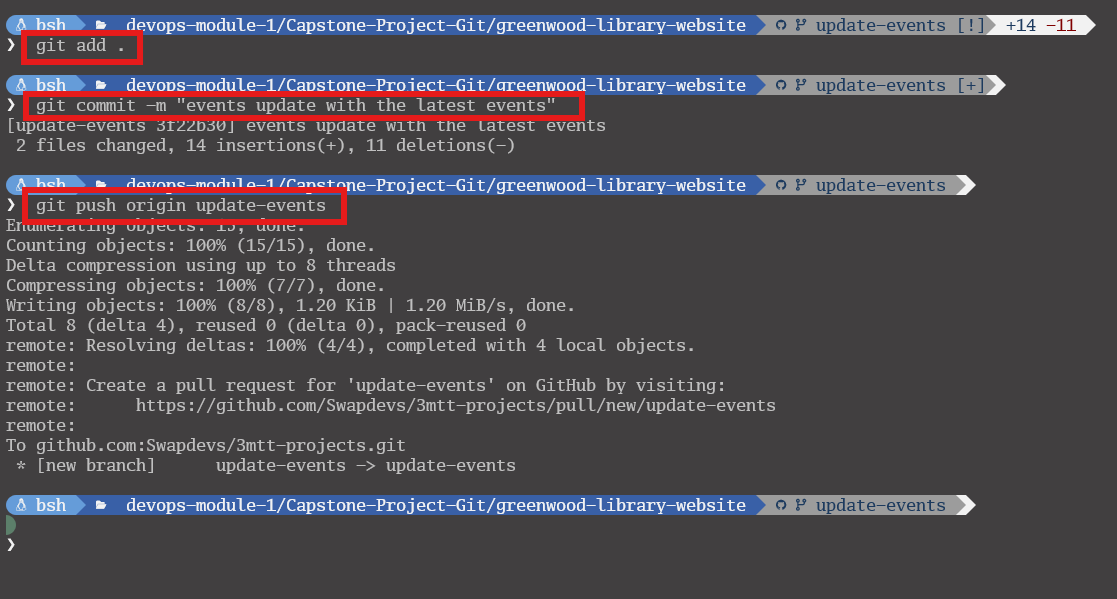 bsh devops-module-1/Capstone-Project-Git/greenwood-library-website update-events [!] +14 -11
❯ git add .
bsh devops-module-1/Capstone-Project-Git/greenwood-library-website update-events [+]
❯ git commit -m "events update with the latest events"
[update-events 3f22b30] events update with the latest events
 2 files changed, 14 insertions(+), 11 deletions(-)
bsh devops-module-1/Capstone-Project-Git/greenwood-library-website update-events
❯ git push origin update-events
Enumerating objects: 15, done.
Counting objects: 100% (15/15), done.
Delta compression using up to 8 threads
Compressing objects: 100% (7/7), done.
Writing objects: 100% (8/8), 1.20 KiB | 1.20 MiB/s, done.
Total 8 (delta 4), reused 0 (delta 0), pack-reused 0
remote: Resolving deltas: 100% (4/4), completed with 4 local objects.
remote:
remote: Create a pull request for 'update-events' on GitHub by visiting:
remote:      https://github.com/Swapdevs/3mtt-projects/pull/new/update-events
remote:
To github.com:Swapdevs/3mtt-projects.git
 * [new branch]      update-events -> update-events
bsh devops-module-1/Capstone-Project-Git/greenwood-library-website update-events
❯